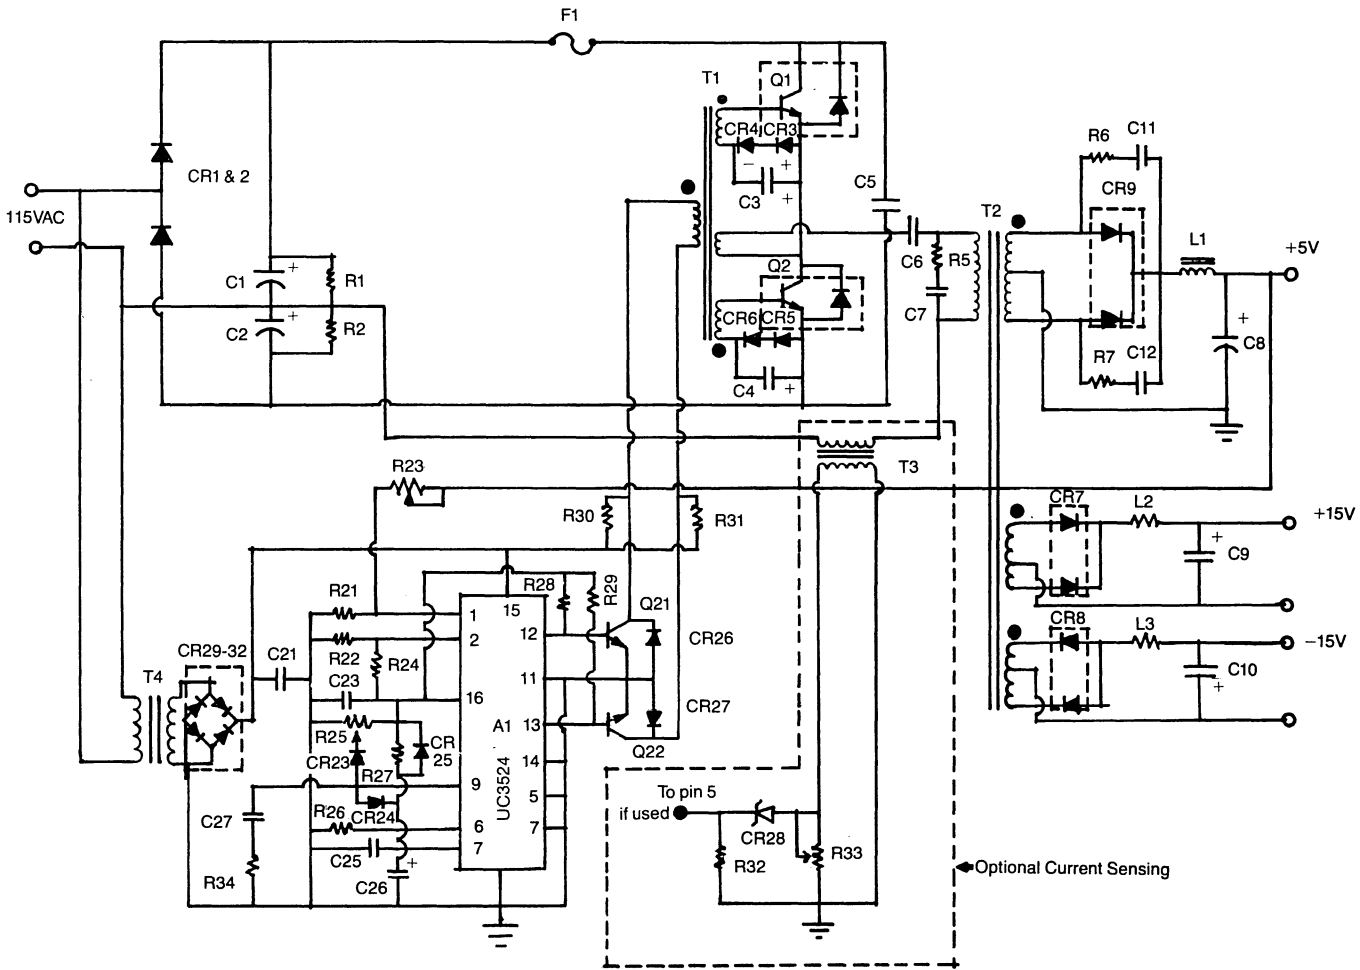 F1
T1
Q1
CR4
CR3
+
–
C3
+
CR1 & 2
115VAC
C5
R6
C11
CR9
T2
L1
+5V
C6
R5
C7
Q2
C1
+
R1
C2
+
R2
CR6
CR5
C4
+
R7
C12
+
C8
T3
R23
R30
R31
CR7
L2
+15V
+
C9
R21
R28
R29
Q21
15
1
12
2
CR26
CR8
L3
–15V
CR29-32
C21
R22
R24
T4
C23
16
11
CR27
C10
+
A1
13
R25
CR
25
Q22
CR23
R27
14
9
UC3524
5
To pin 5
if used
C27
R26
CR24
6
7
CR28
7
C25
+
R32
R33
R34
C26
Optional Current Sensing